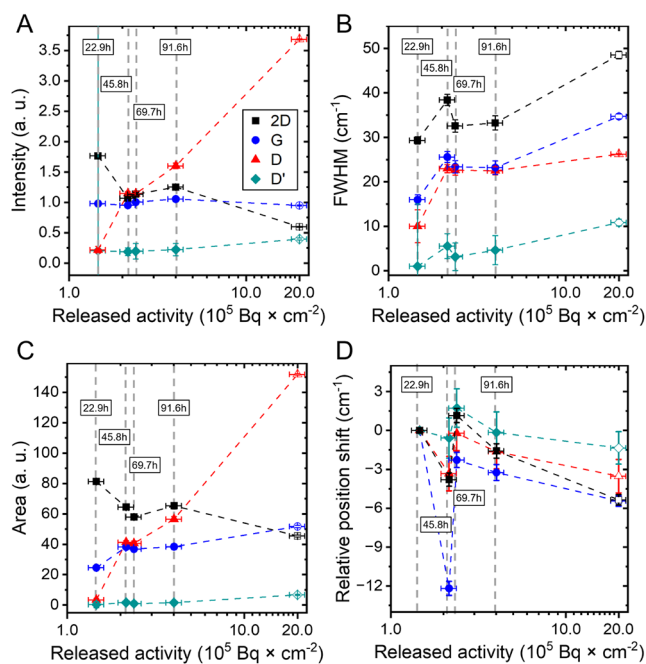 A
3.5
3.0
2.5
2.0
1.5
1.0
0.5
0.0
Intensity (a. u.)
22.9h
45.8h
69.7h
91.6h
2D
G
D
D'
1.0
10.0
20.0
Released activity (10⁵ Bq × cm⁻²)
B
50
40
30
20
10
0
FWHM (cm⁻¹)
22.9h
45.8h
69.7h
91.6h
1.0
10.0
20.0
Released activity (10⁵ Bq × cm⁻²)
C
140
120
100
80
60
40
20
0
Area (a. u.)
22.9h
45.8h
69.7h
91.6h
1.0
10.0
20.0
Released activity (10⁵ Bq × cm⁻²)
D
3
0
−3
−6
−9
−12
Relative position shift (cm⁻¹)
22.9h
45.8h
69.7h
91.6h
1.0
10.0
20.0
Released activity (10⁵ Bq × cm⁻²)